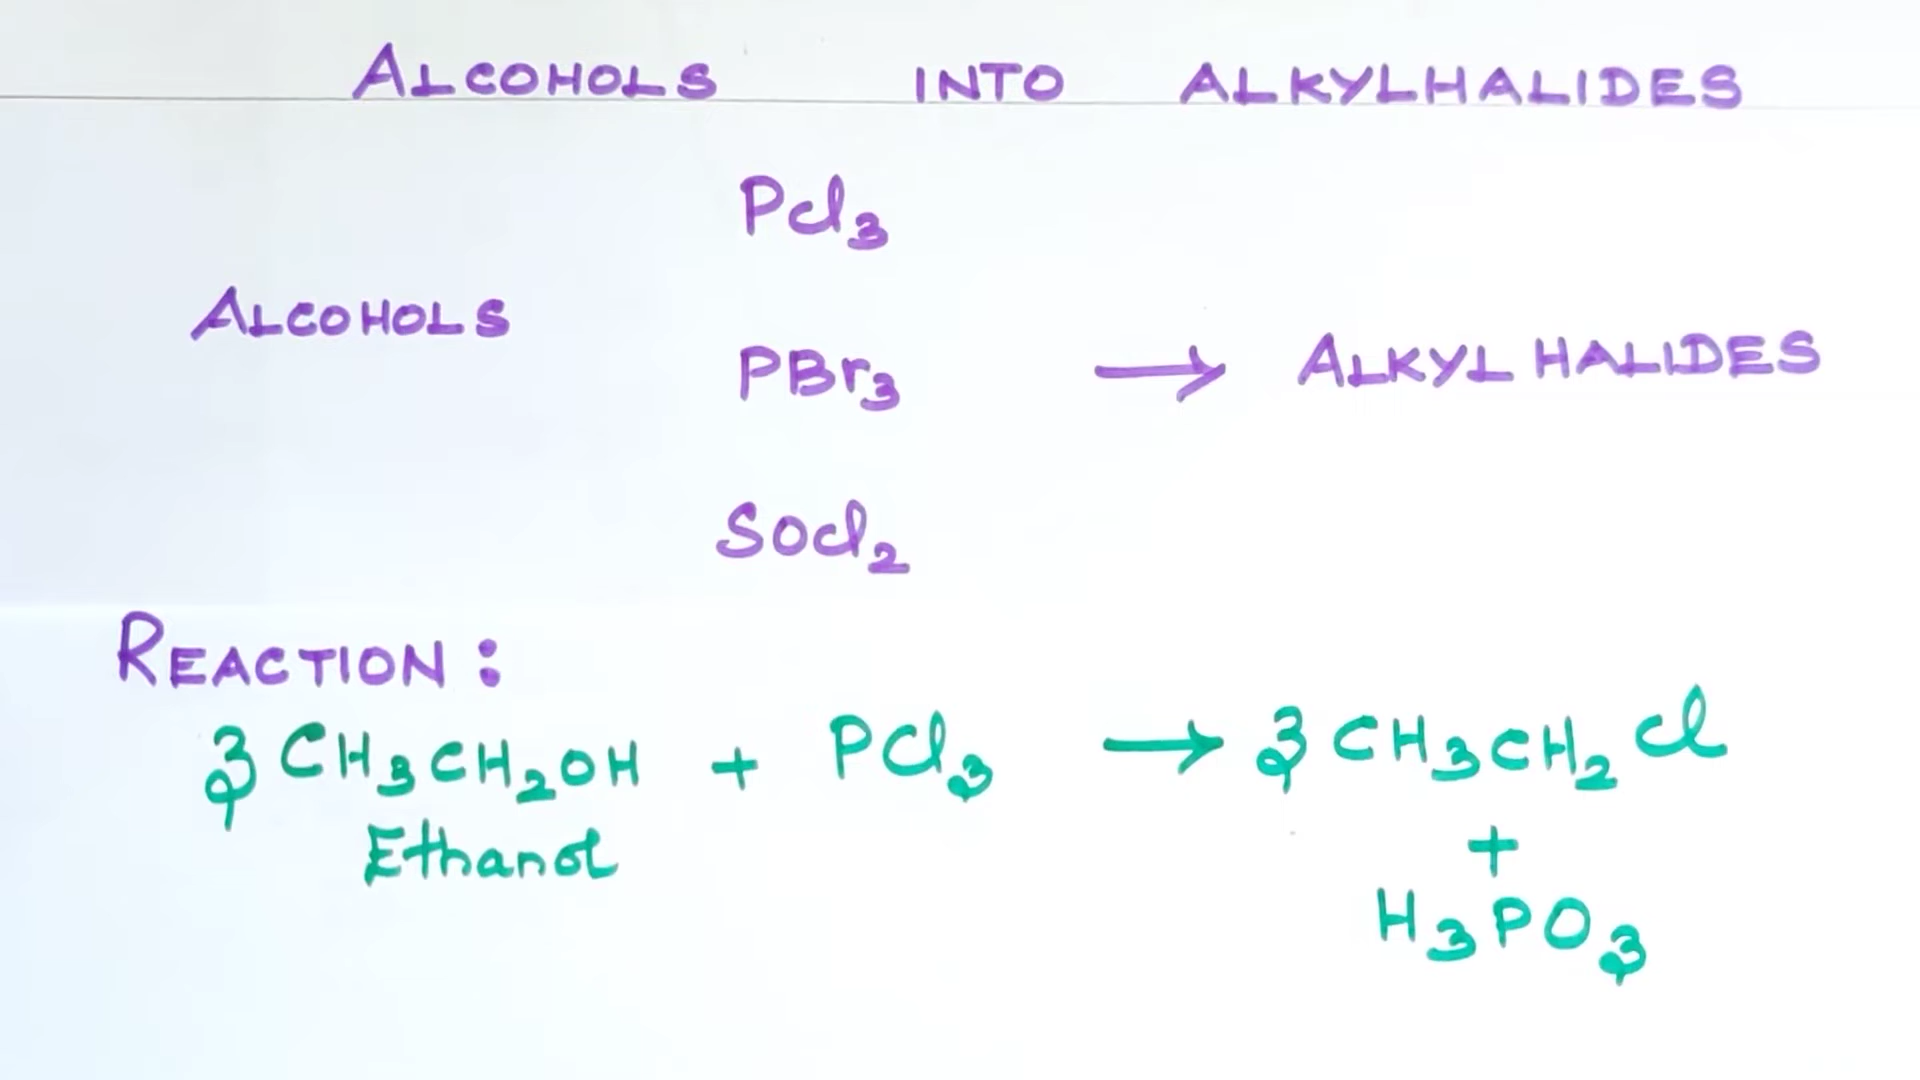 ALCOHOLS INTO ALKYLHALIDES
PCl₃
ALCOHOLS
PBr₃ → ALKYL HALIDES
SOCl₂
REACTION:
3 CH₃CH₂OH + PCl₃ → 3 CH₃CH₂Cl
Ethanol
+
H₃PO₃